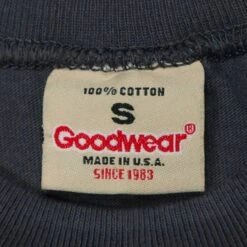 100% COTTON
S
Goodwear
MADE IN U.S.A.
SINCE 1983